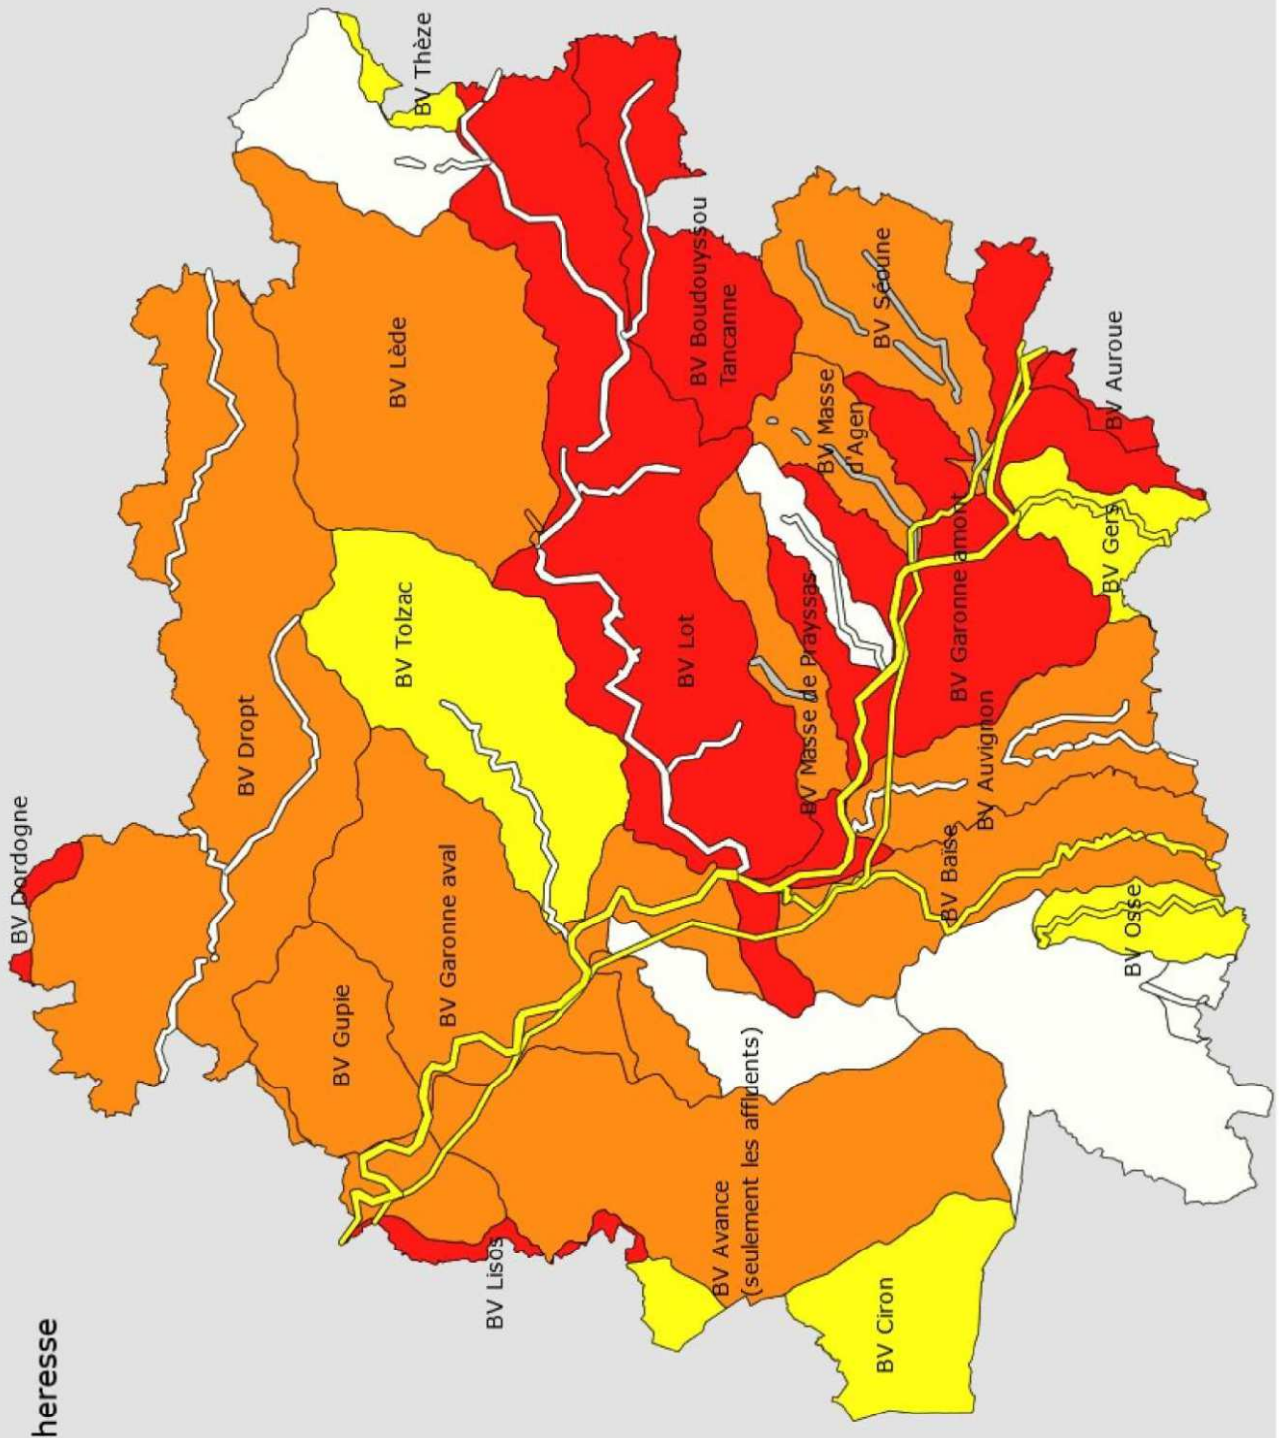 heresse
BV Dordogne
BV Thèze
BV Dropt
BV Lède
BV Tolzac
BV Gupie
BV Garonne aval
BV Lisos
BV Lot
BV Boudouyssou
Tancanne
BV Séoune
BV Masse
d'Agen
BV Masse de Prayssas
BV Avance
(seulement les affluents)
BV Ciron
BV Garonne amont
BV Auvignon
BV Baïse
BV Osse
BV Gers
BV Auroue